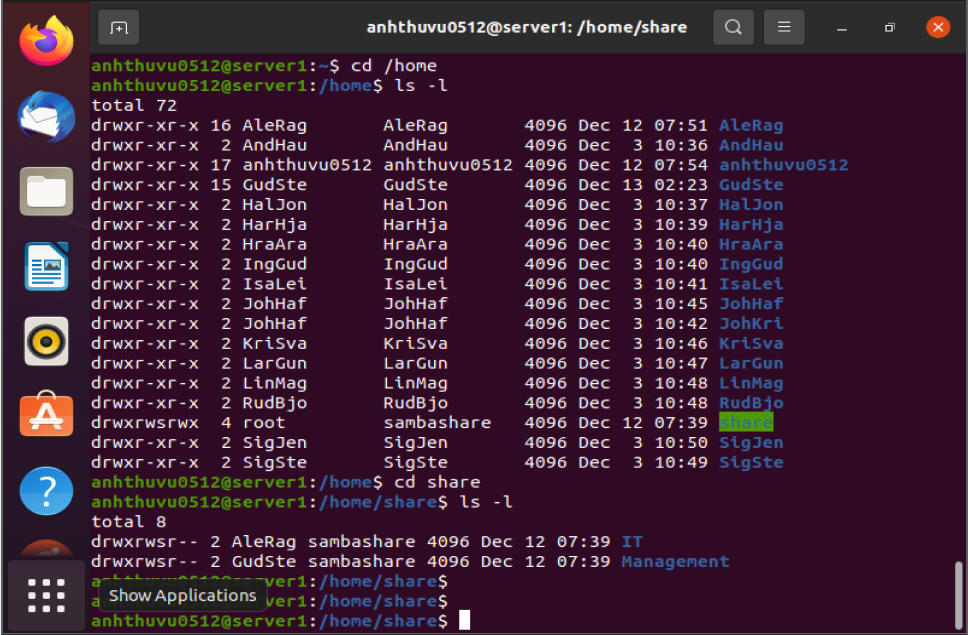 anhthuvu0512@server1: /home/share
anhthuvu0512@server1:~$ cd /home
anhthuvu0512@server1:/home$ ls -l
total 72
drwxr-xr-x 16 AleRag       AleRag       4096 Dec 12 07:51 AleRag
drwxr-xr-x  2 AndHau       AndHau       4096 Dec  3 10:36 AndHau
drwxr-xr-x 17 anhthuvu0512 anhthuvu0512 4096 Dec 12 07:54 anhthuvu0512
drwxr-xr-x 15 GudSte       GudSte       4096 Dec 13 02:23 GudSte
drwxr-xr-x  2 HalJon       HalJon       4096 Dec  3 10:37 HalJon
drwxr-xr-x  2 HarHja       HarHja       4096 Dec  3 10:39 HarHja
drwxr-xr-x  2 HraAra       HraAra       4096 Dec  3 10:40 HraAra
drwxr-xr-x  2 IngGud       IngGud       4096 Dec  3 10:40 IngGud
drwxr-xr-x  2 IsaLei       IsaLei       4096 Dec  3 10:41 IsaLei
drwxr-xr-x  2 JohHaf       JohHaf       4096 Dec  3 10:45 JohHaf
drwxr-xr-x  2 JohHaf       JohHaf       4096 Dec  3 10:42 JohKri
drwxr-xr-x  2 KriSva       KriSva       4096 Dec  3 10:46 KriSva
drwxr-xr-x  2 LarGun       LarGun       4096 Dec  3 10:47 LarGun
drwxr-xr-x  2 LinMag       LinMag       4096 Dec  3 10:48 LinMag
drwxr-xr-x  2 RudBjo       RudBjo       4096 Dec  3 10:48 RudBjo
drwxrwsrwx  4 root         sambashare   4096 Dec 12 07:39 share
drwxr-xr-x  2 SigJen       SigJen       4096 Dec  3 10:50 SigJen
drwxr-xr-x  2 SigSte       SigSte       4096 Dec  3 10:49 SigSte
anhthuvu0512@server1:/home$ cd share
anhthuvu0512@server1:/home/share$ ls -l
total 8
drwxrwsr-- 2 AleRag sambashare 4096 Dec 12 07:39 IT
drwxrwsr-- 2 GudSte sambashare 4096 Dec 12 07:39 Management
anhthuvu0512@server1:/home/share$
Show Applications
ver1:/home/share$
anhthuvu0512@server1:/home/share$